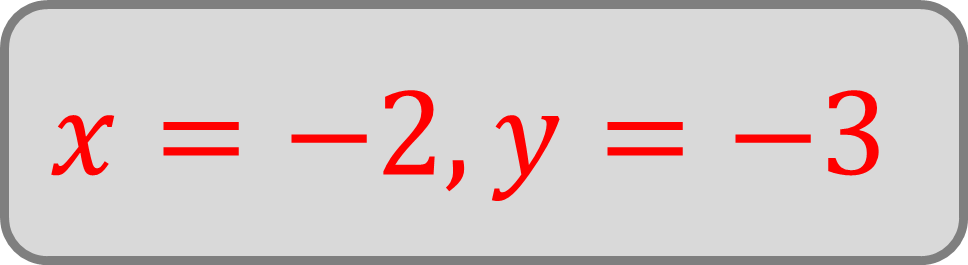 x = −2, y = −3